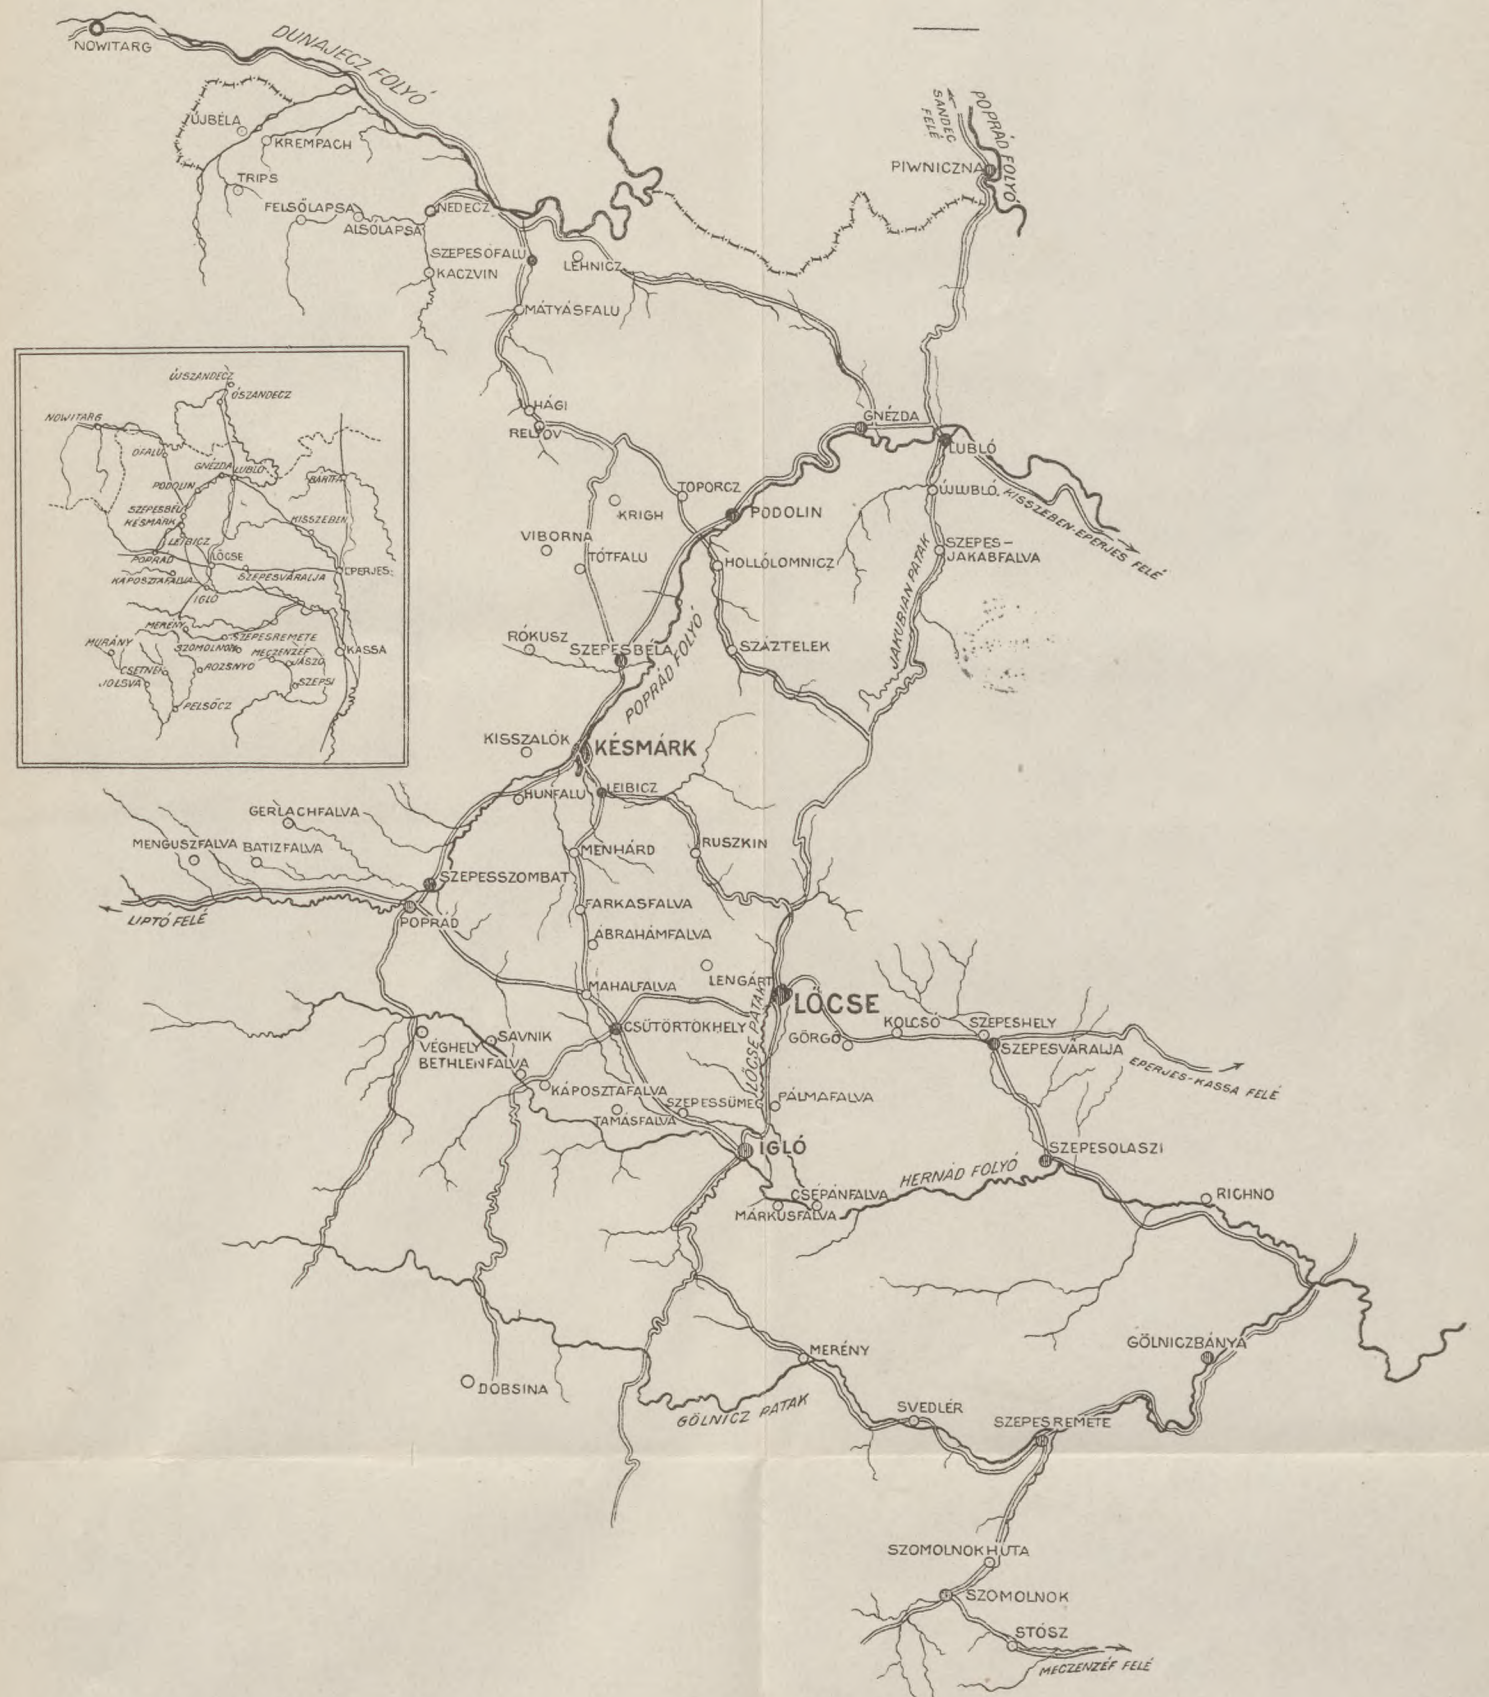 NOWITARG
DUNAJECZ FOLYÓ
SANDEC
FELÉ
POPRÁD FOLYÓ
PIWNICZNA
ÚJBÉLA
KREMPACH
TRIPS
FELSŐLAPSA
ALSÓLAPSA
NEDECZ
SZEPESÓFALU
LEHNICZ
KACZVIN
MÁTYÁSFALU
HÁGI
RELYÓV
GNÉZDA
LUBLÓ
ÚJLUBLÓ
KISSZEBEN-EPERJES FELÉ
TOPORCZ
KRIGH
PODOLIN
VIBORNA
TÓTFALU
HOLLÓLOMNICZ
SZEPES-
JAKABFALVA
JAKUBIAN PATAK
RÓKUSZ
SZEPESBÉLA
SZÁZTELEK
POPRÁD FOLYÓ
KISSZALÓK
KÉSMÁRK
HUNFALU
LEIBICZ
GERLACHFALVA
MENGUSZFALVA
BATIZFALVA
MENHÁRD
RUSZKIN
SZEPESSZOMBAT
LIPTÓ FELÉ
POPRÁD
FARKASFALVA
ÁBRAHÁMFALVA
LENGÁRT
MAHALFALVA
LŐCSE
CSÜTÖRTÖKHELY
LŐCSE PATAK
GÖRGŐ
KOLCSÓ
SZEPESHELY
SZEPESVÁRALJA
EPERJES-KASSA FELÉ
VÉGHELY
SAVNIK
BETHLENFALVA
KÁPOSZTAFALVA
TAMÁSFALVA
SZEPESSÜMEG
PÁLMAFALVA
IGLÓ
SZEPESOLASZI
HERNÁD FOLYÓ
CSÉPÁNFALVA
MÁRKUSFALVA
RICHNO
GÖLNICZBÁNYA
MERÉNY
DOBSINA
GÖLNICZ PATAK
SVEDLÉR
SZEPESREMETE
SZOMOLNOKHUTA
SZOMOLNOK
STÓSZ
MECZENZÉF FELÉ
ÚJSZANDECZ
ÓSZANDECZ
NOWITARG
ÓFALU
GNÉZDA
LUBLÓ
PODOLIN
BÁRTFA
SZEPESBÉL
KÉSMÁRK
KISSZEBEN
LEIBICZ
POPRÁD
LŐCSE
KÁPOSZTAFALVA
SZEPESVÁRALJA
EPERJES
IGLÓ
MERÉNY
SZEPESREMETE
MURÁNY
SZOMOLNOK
MECZENZÉF
KASSA
JÁSZÓ
CSETNEK
ROZSNYÓ
JOLSVA
SZEPSI
PELSŐCZ